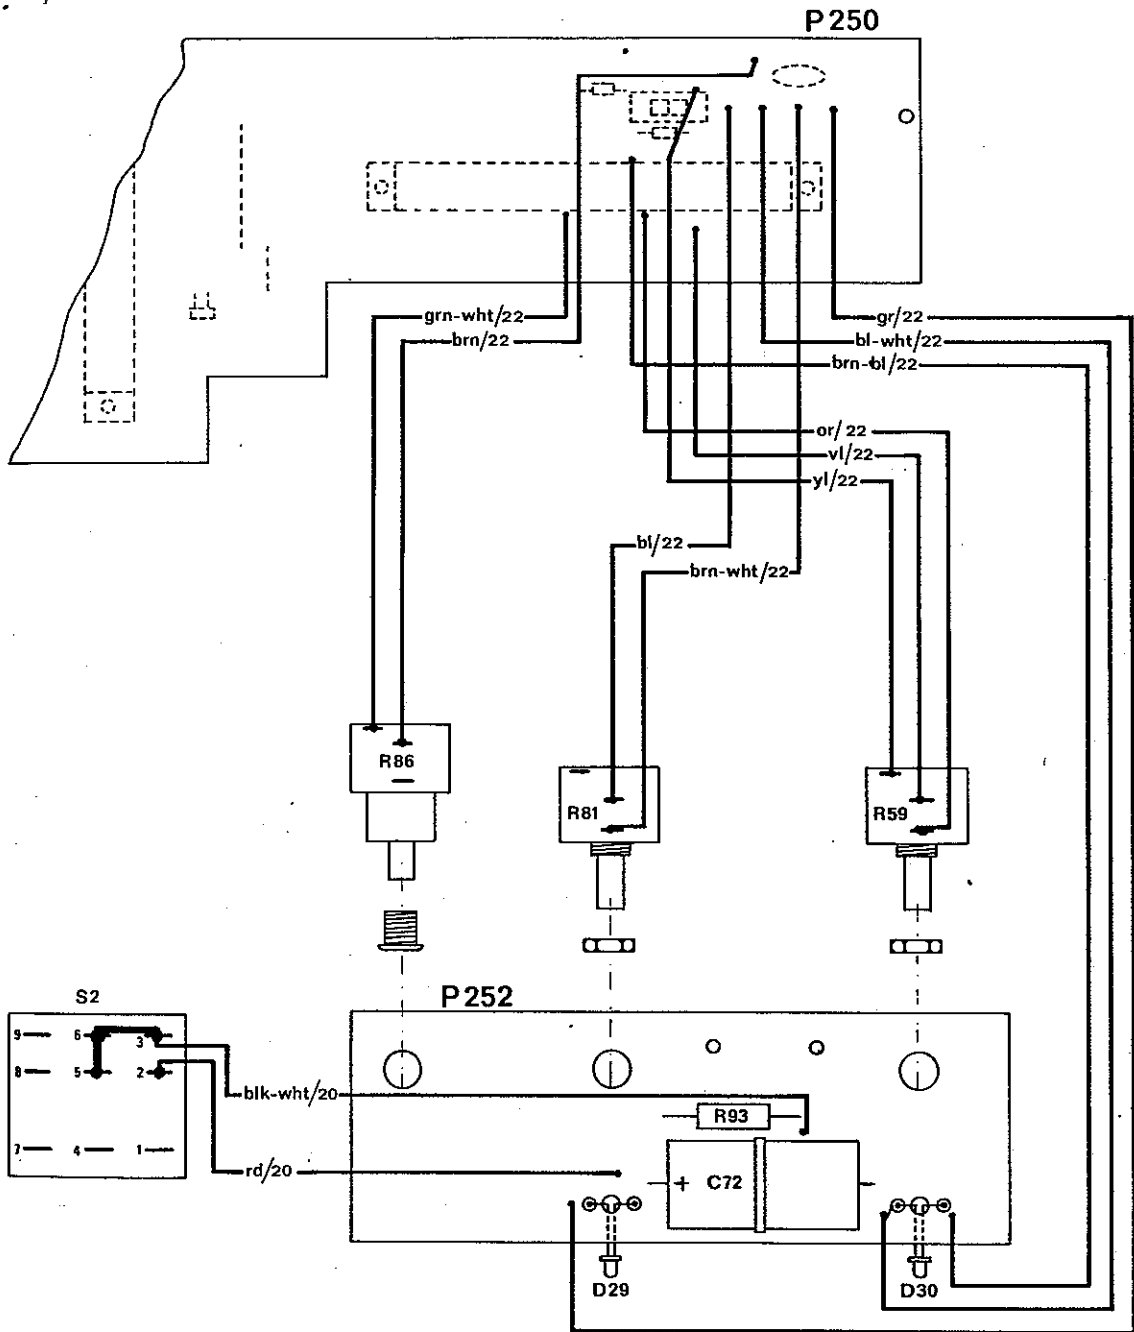 P250
grn-wht/22
gr/22
brn/22
bl-wht/22
brn-bl/22
or/22
vl/22
yl/22
bl/22
brn-wht/22
R86
R81
R59
S2
P252
9
6
3
8
5
2
blk-wht/20
R93
7
4
1
rd/20
+
C72
D29
D30